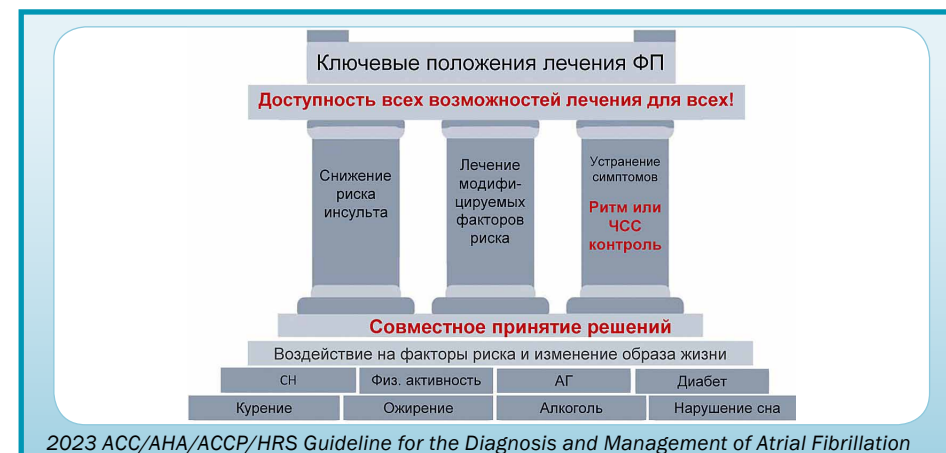 Ключевые положения лечения ФП
Доступность всех возможностей лечения для всех!
Снижение
риска
инсульта
Лечение
модифи-
цируемых
факторов
риска
Устранение
симптомов
Ритм или
ЧСС
контроль
Совместное принятие решений
Воздействие на факторы риска и изменение образа жизни
СН
Физ. активность
АГ
Диабет
Курение
Ожирение
Алкоголь
Нарушение сна
2023 ACC/AHA/ACCP/HRS Guideline for the Diagnosis and Management of Atrial Fibrillation